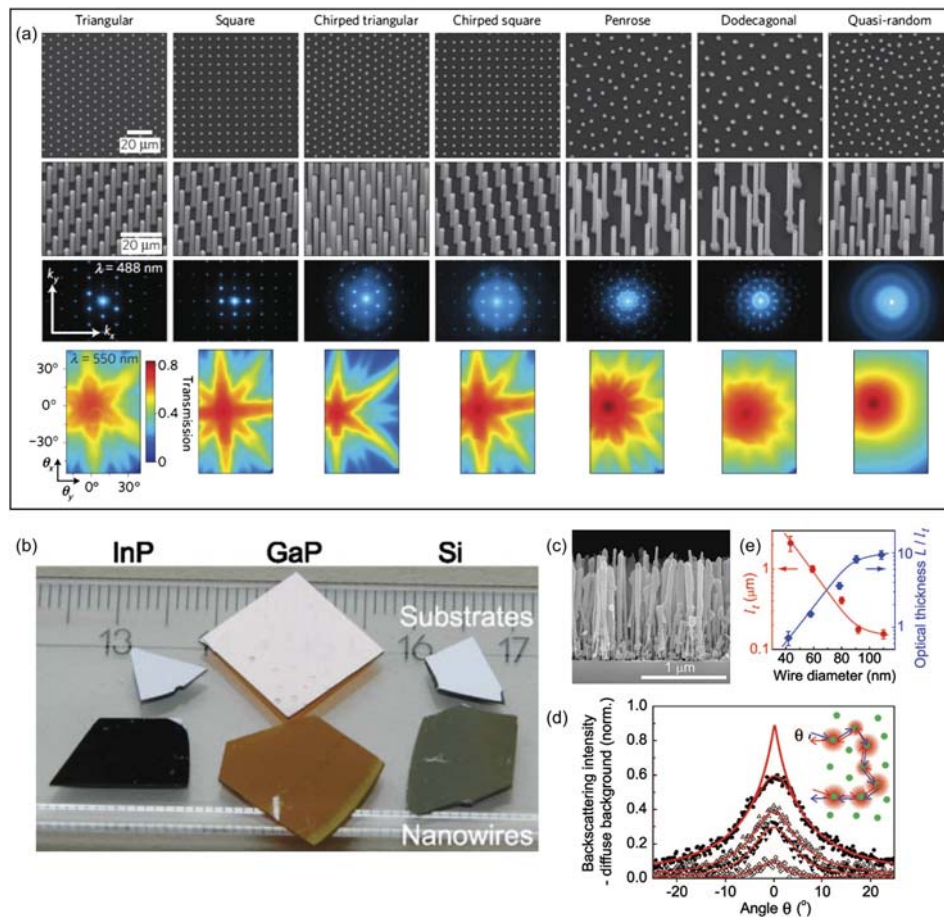 (a)
Triangular Square Chirped triangular Chirped square Penrose Dodecagonal Quasi-random
20 μm
20 μm
λ = 488 nm
k_y
k_x
λ = 550 nm
30°
0°
−30°
θ_x
θ_y 0° 30°
0.8
0.4
0
Transmission
(b)
InP GaP Si
Substrates
13 16 17
Nanowires
(c)
1 μm
(e)
l_t (μm)
1
0.1
10
1
Optical thickness L / l_t
40 60 80 100
Wire diameter (nm)
(d)
Backscattering intensity
- diffuse background (norm.)
1.0
0.8
0.6
0.4
0.2
0.0
θ
-20 -10 0 10 20
Angle θ (°)